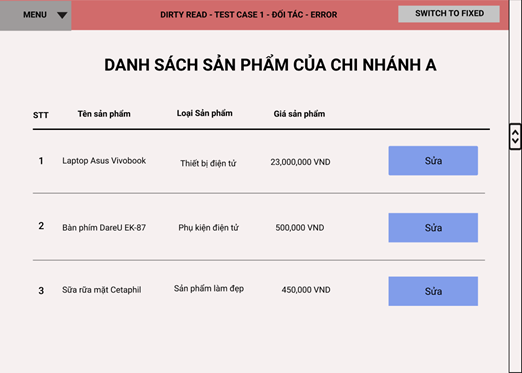 MENU
DIRTY READ - TEST CASE 1 - ĐỐI TÁC - ERROR
SWITCH TO FIXED
DANH SÁCH SẢN PHẨM CỦA CHI NHÁNH A
STT Tên sản phẩm Loại Sản phẩm Giá sản phẩm
1 Laptop Asus Vivobook Thiết bị điện tử 23,000,000 VND Sửa
2 Bàn phím DareU EK-87 Phụ kiện điện tử 500,000 VND Sửa
3 Sữa rữa mặt Cetaphil Sản phẩm làm đẹp 450,000 VND Sửa